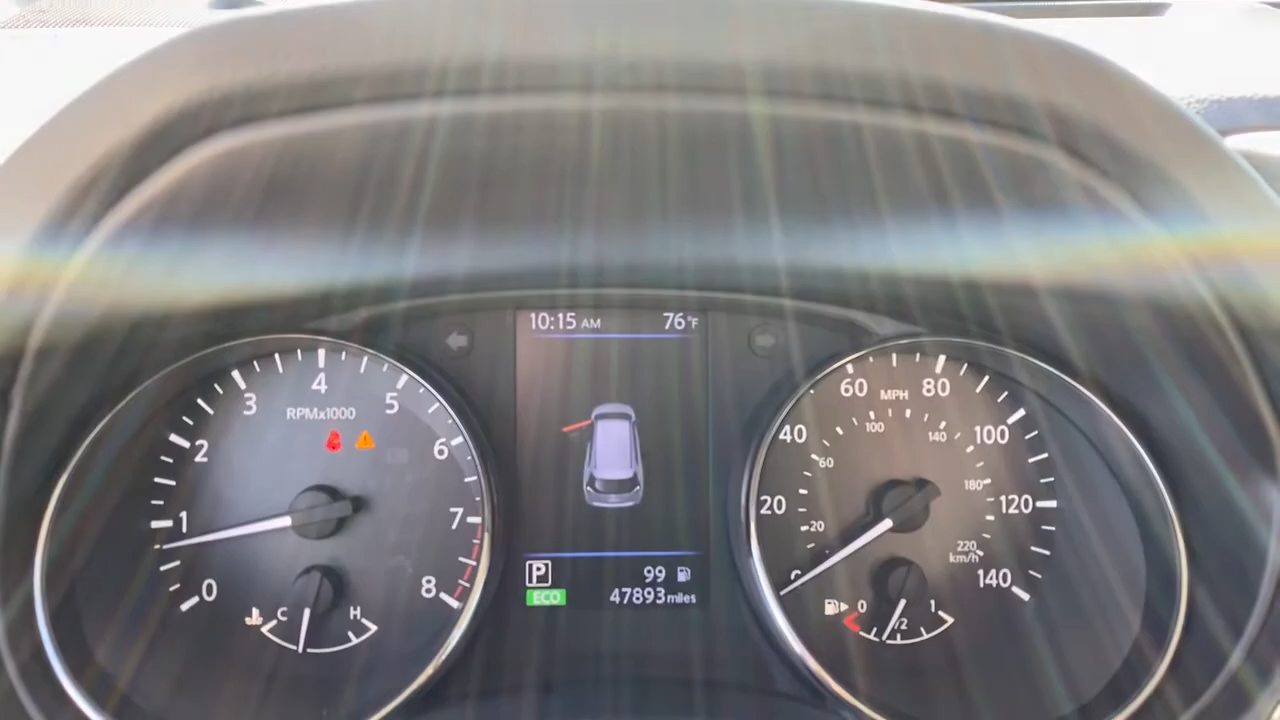 10:15 AM 76°F
RPMx1000
0 1 2 3 4 5 6 7 8
C H
P 99
ECO 47893 miles
MPH
0 20 40 60 80 100 120 140
20 60 100 140 180 220
km/h
0 1/2 1